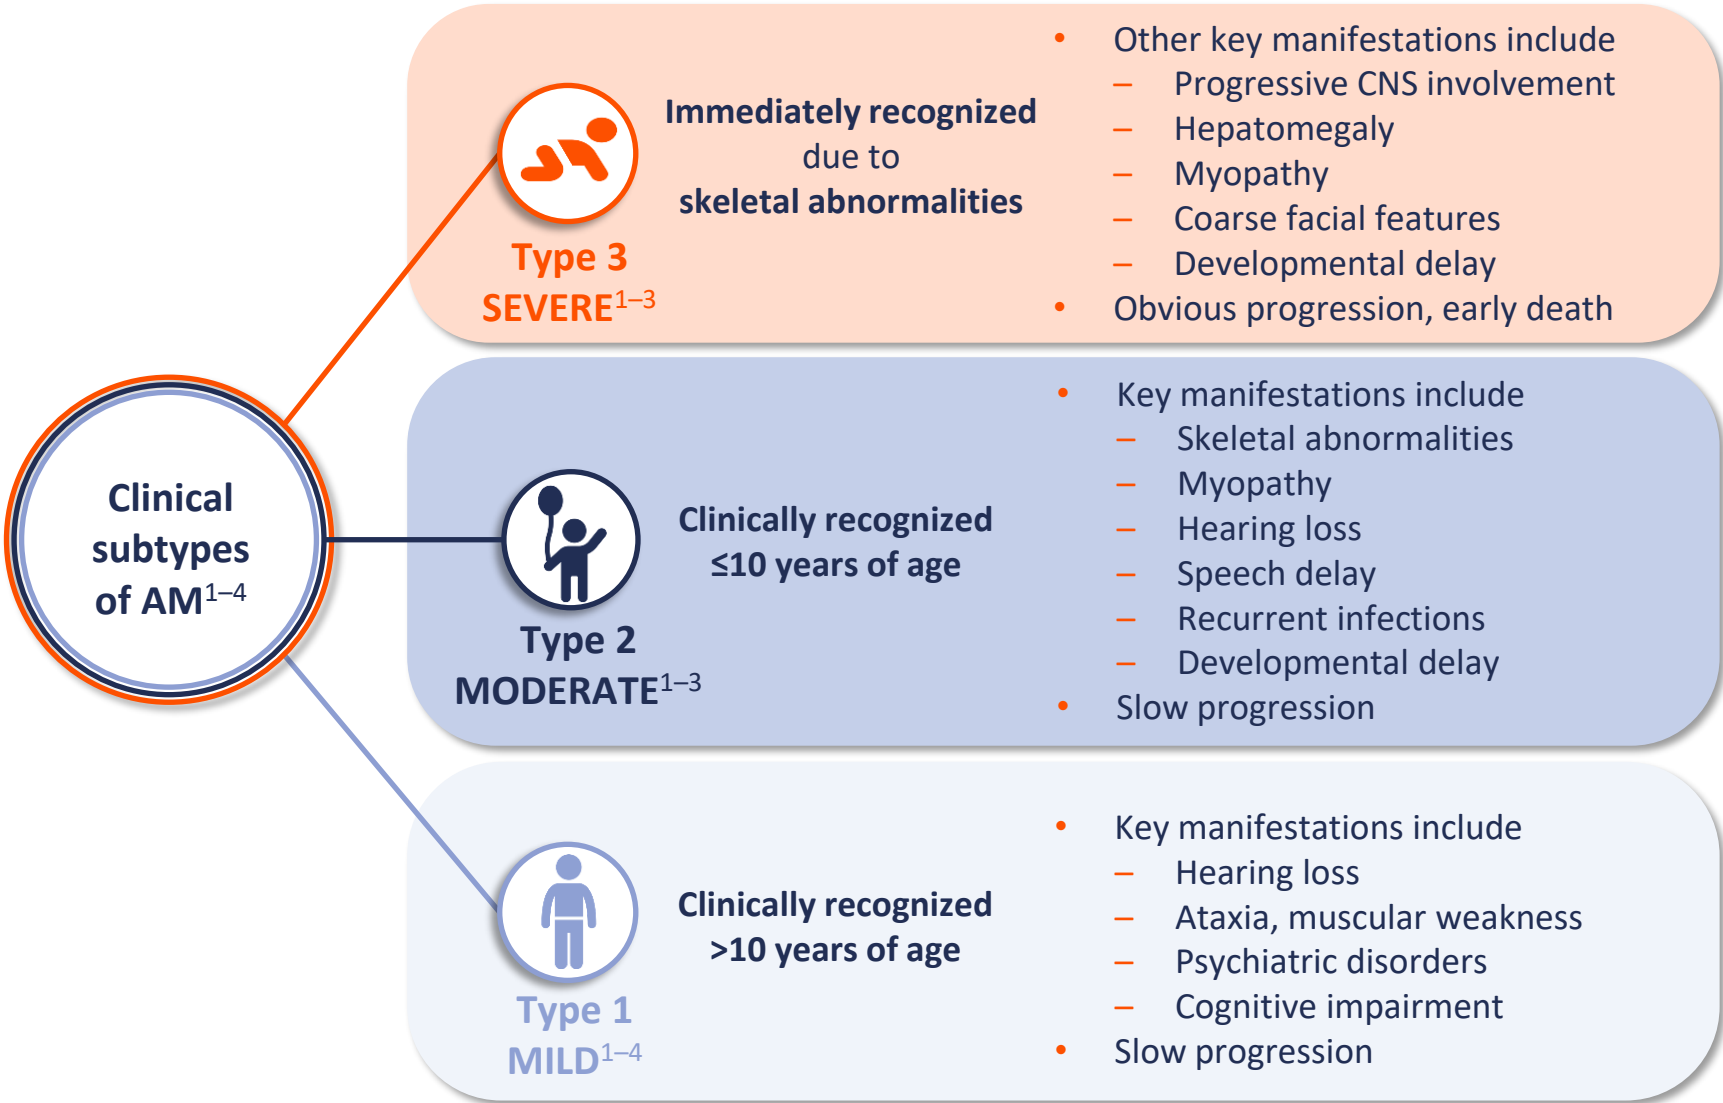 Clinical
subtypes
of AM1–4
Type 3
SEVERE1–3
Immediately recognized
due to
skeletal abnormalities
• Other key manifestations include
– Progressive CNS involvement
– Hepatomegaly
– Myopathy
– Coarse facial features
– Developmental delay
• Obvious progression, early death
Type 2
MODERATE1–3
Clinically recognized
≤10 years of age
• Key manifestations include
– Skeletal abnormalities
– Myopathy
– Hearing loss
– Speech delay
– Recurrent infections
– Developmental delay
• Slow progression
Type 1
MILD1–4
Clinically recognized
>10 years of age
• Key manifestations include
– Hearing loss
– Ataxia, muscular weakness
– Psychiatric disorders
– Cognitive impairment
• Slow progression